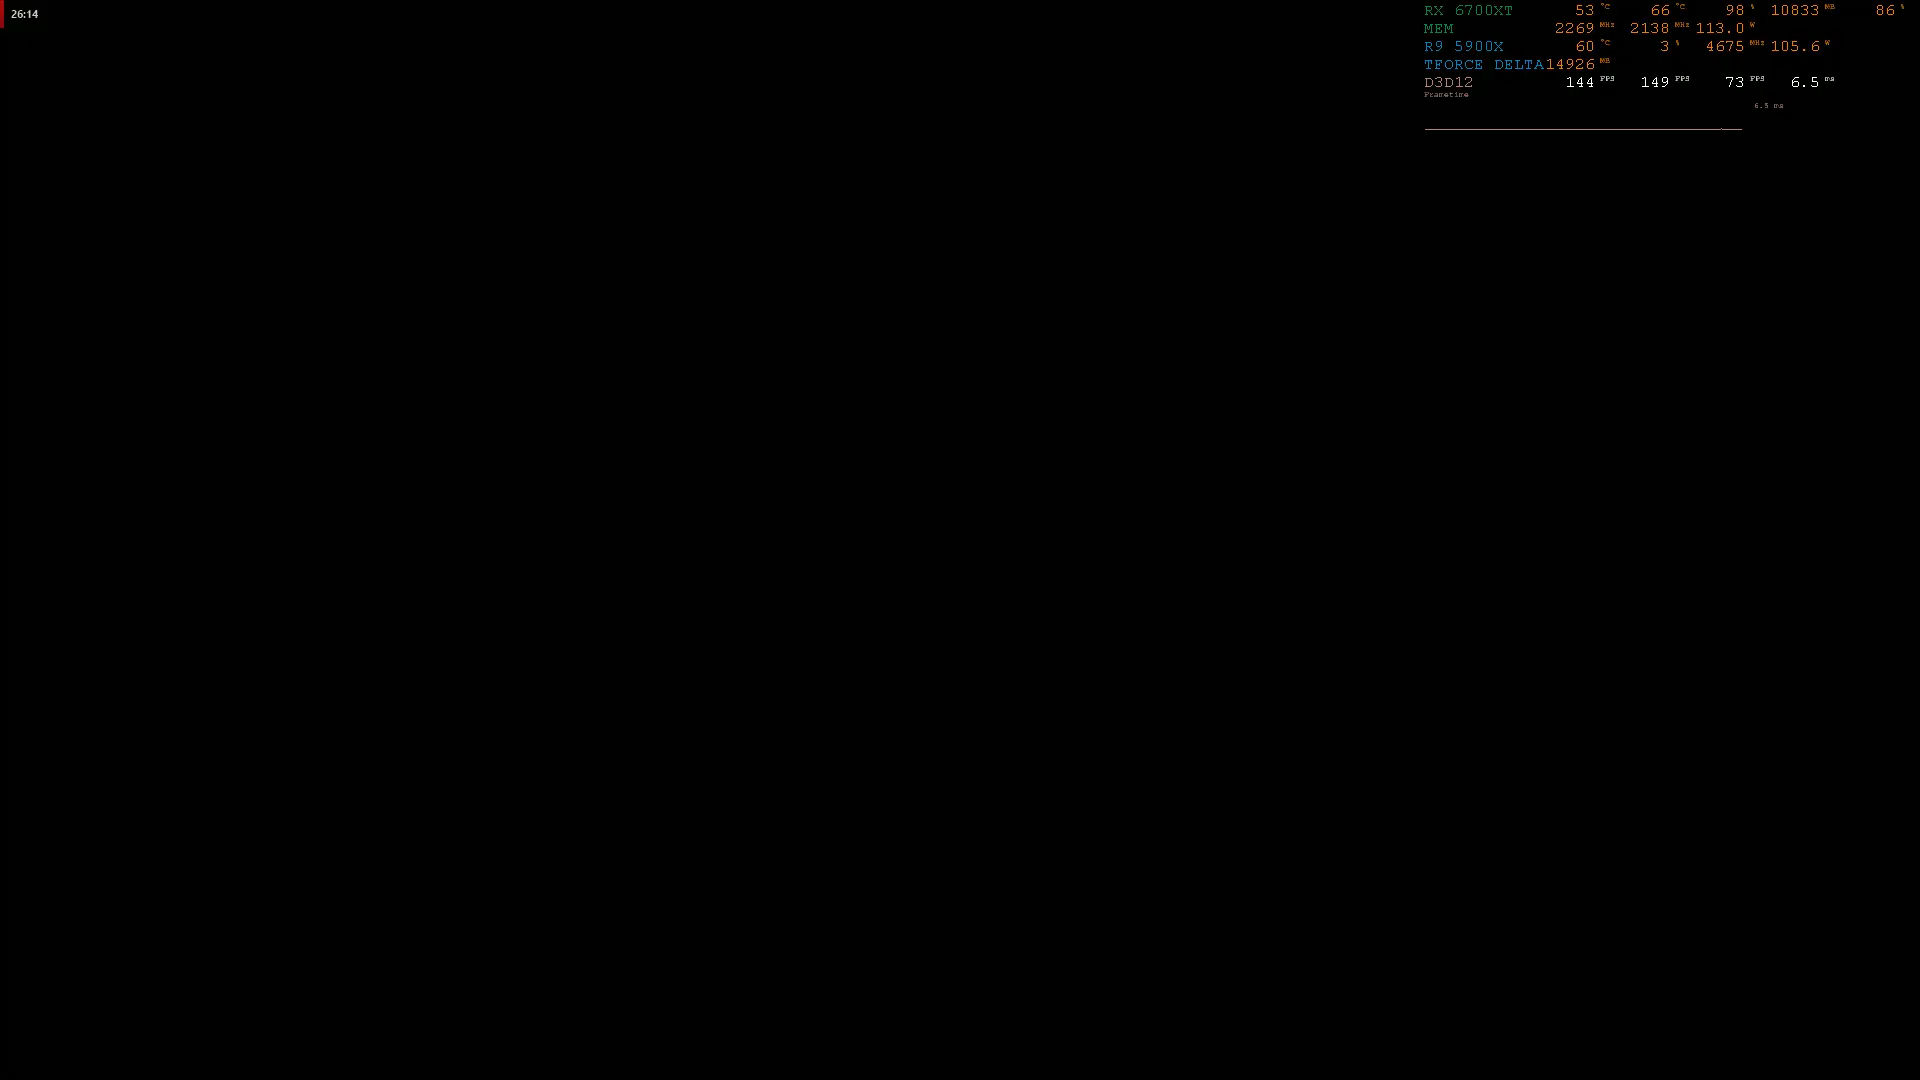 26:14
RX 6700XT 53 °C 66 °C 98 % 10833 MB 86 %
MEM 2269 MHz 2138 MHz 113.0 W
R9 5900X 60 °C 3 % 4675 MHz 105.6 W
TFORCE DELTA 14926 MB
D3D12 144 FPS 149 FPS 73 FPS 6.5 ms
Frametime
6.5 ms